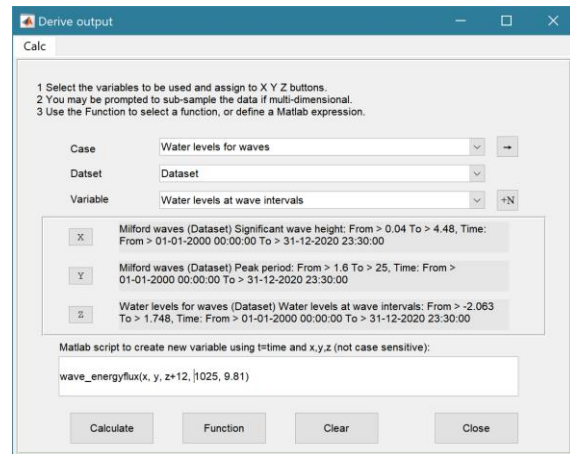 Derive output
Calc
1 Select the variables to be used and assign to X Y Z buttons.
2 You may be prompted to sub-sample the data if multi-dimensional.
3 Use the Function to select a function, or define a Matlab expression.
Case Water levels for waves →
Datset Dataset
Variable Water levels at wave intervals +N
X Milford waves (Dataset) Significant wave height: From > 0.04 To > 4.48, Time:
From > 01-01-2000 00:00:00 To > 31-12-2020 23:30:00
Y Milford waves (Dataset) Peak period: From > 1.6 To > 25, Time: From >
01-01-2000 00:00:00 To > 31-12-2020 23:30:00
Z Water levels for waves (Dataset) Water levels at wave intervals: From > -2.063
To > 1.748, Time: From > 01-01-2000 00:00:00 To > 31-12-2020 23:30:00
Matlab script to create new variable using t=time and x,y,z (not case sensitive):
wave_energyflux(x, y, z+12, 1025, 9.81)
Calculate Function Clear Close